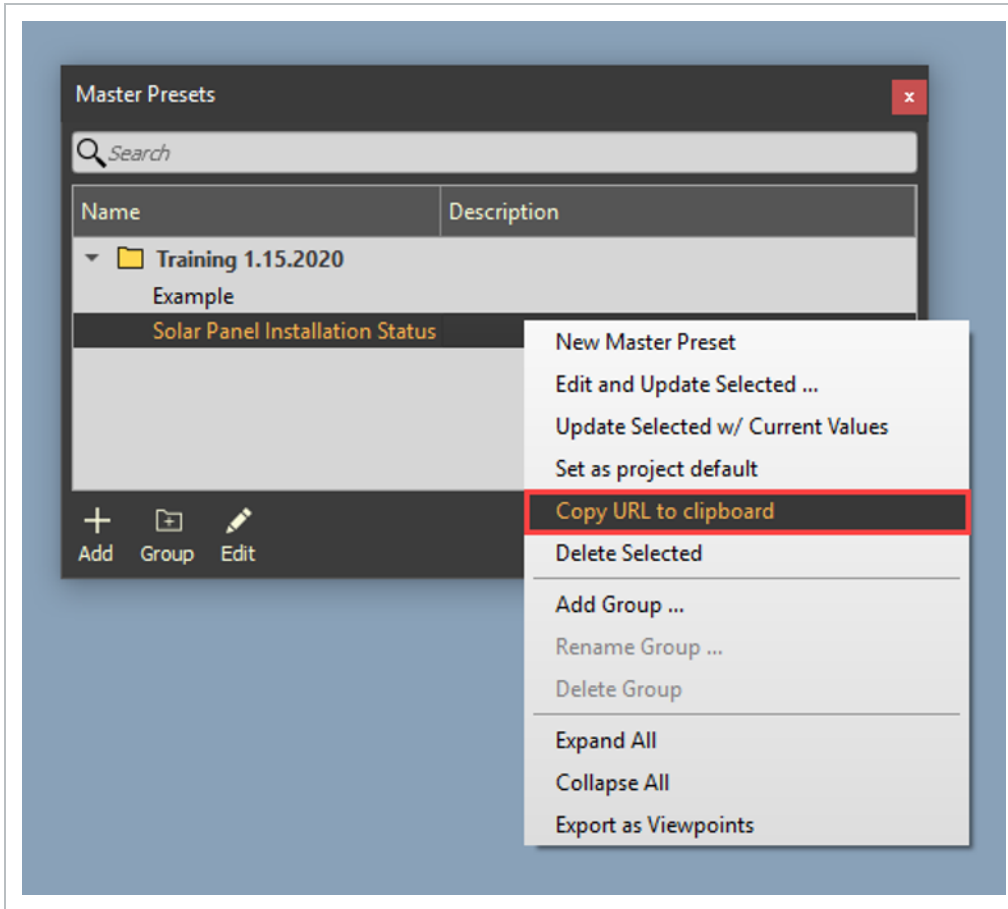 Master Presets
x
Search
Name Description
Training 1.15.2020
Example
Solar Panel Installation Status
New Master Preset
Edit and Update Selected ...
Update Selected w/ Current Values
Set as project default
Copy URL to clipboard
Delete Selected
Add Group ...
Rename Group ...
Delete Group
Expand All
Collapse All
Export as Viewpoints
Add Group Edit